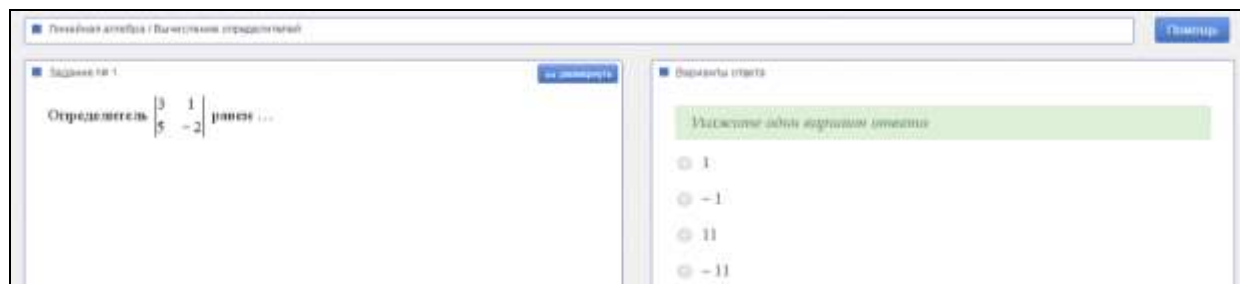 Линейная алгебра / Вычисление определителей
Помощь
Задание № 1
развернуть
Варианты ответа
Определитель |3 1; 5 −2| равен …
Укажите один вариант ответа
1
− 1
11
− 11